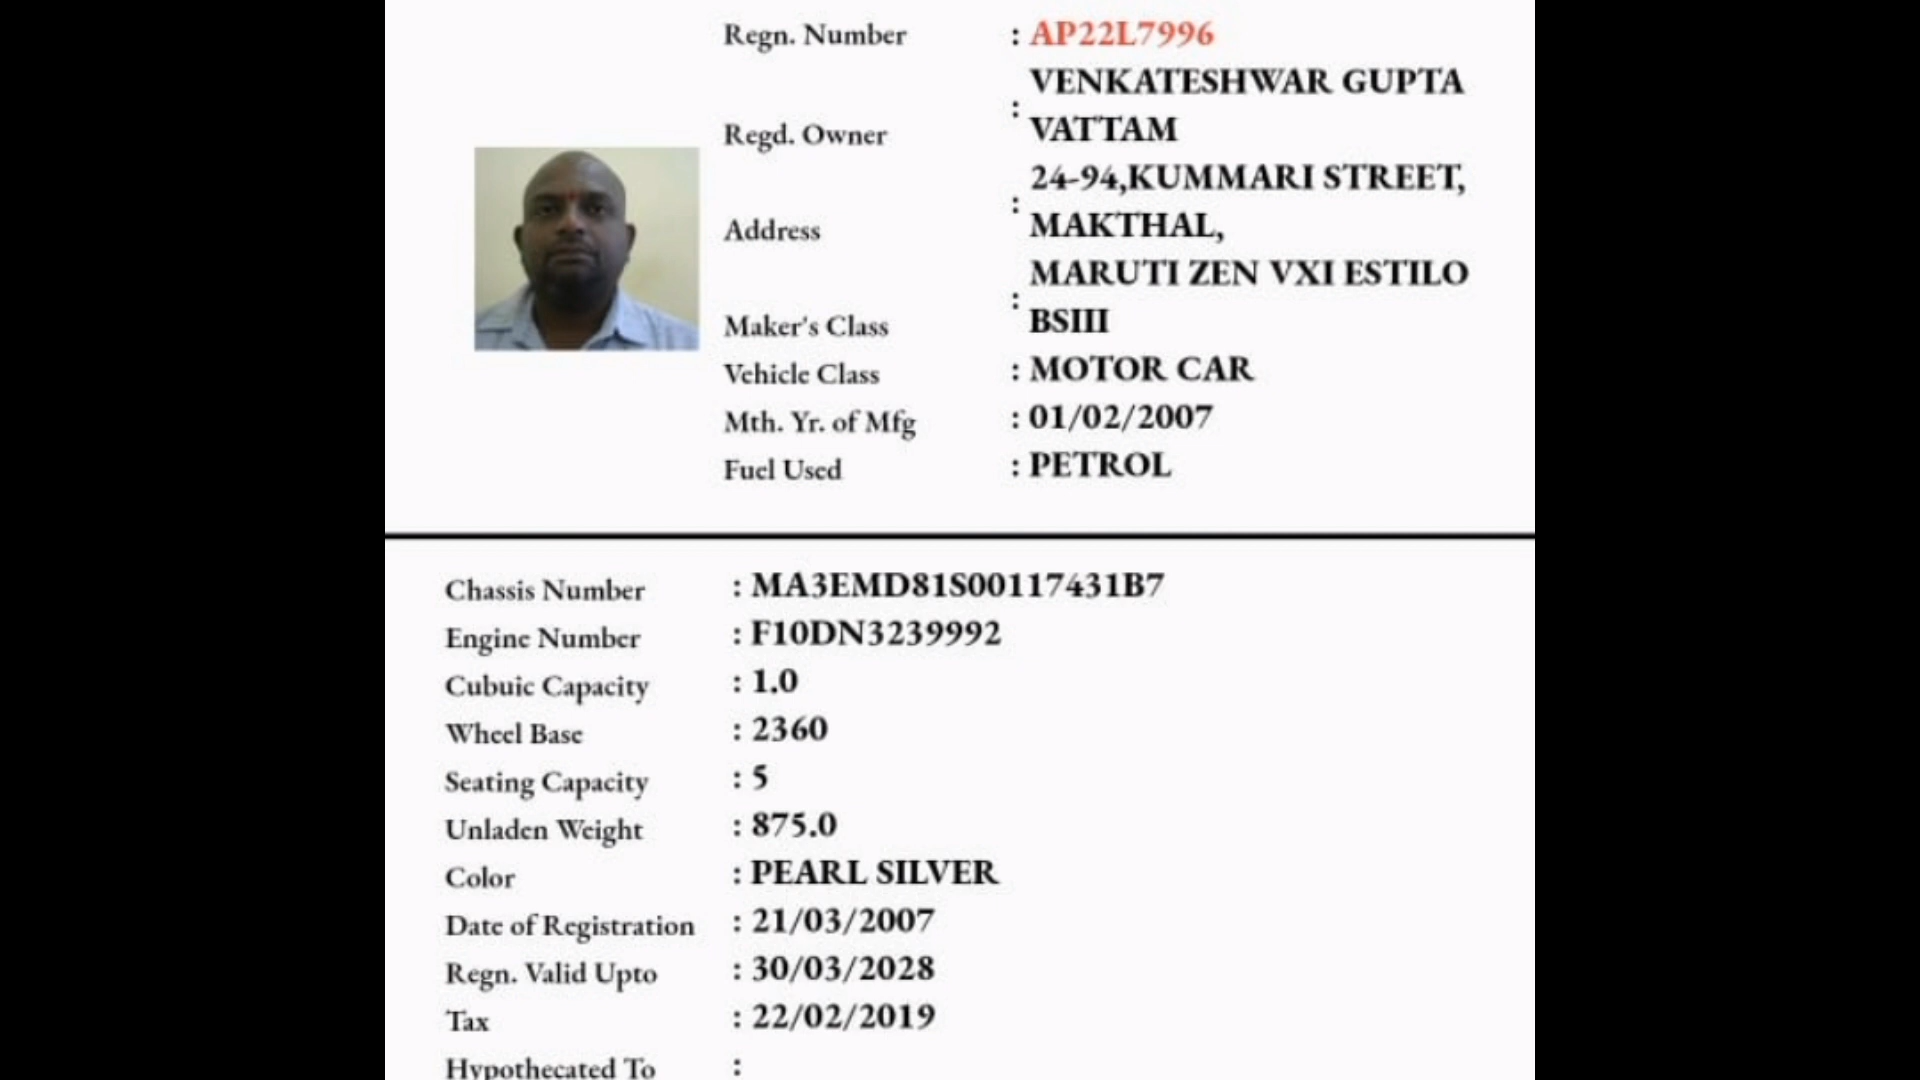 Regn. Number : AP22L7996
Regd. Owner : VENKATESHWAR GUPTA
VATTAM
Address : 24-94,KUMMARI STREET,
MAKTHAL,
Maker's Class : MARUTI ZEN VXI ESTILO
BSIII
Vehicle Class : MOTOR CAR
Mth. Yr. of Mfg : 01/02/2007
Fuel Used : PETROL
Chassis Number : MA3EMD81S00117431B7
Engine Number : F10DN3239992
Cubuic Capacity : 1.0
Wheel Base : 2360
Seating Capacity : 5
Unladen Weight : 875.0
Color : PEARL SILVER
Date of Registration : 21/03/2007
Regn. Valid Upto : 30/03/2028
Tax : 22/02/2019
Hypothecated To :